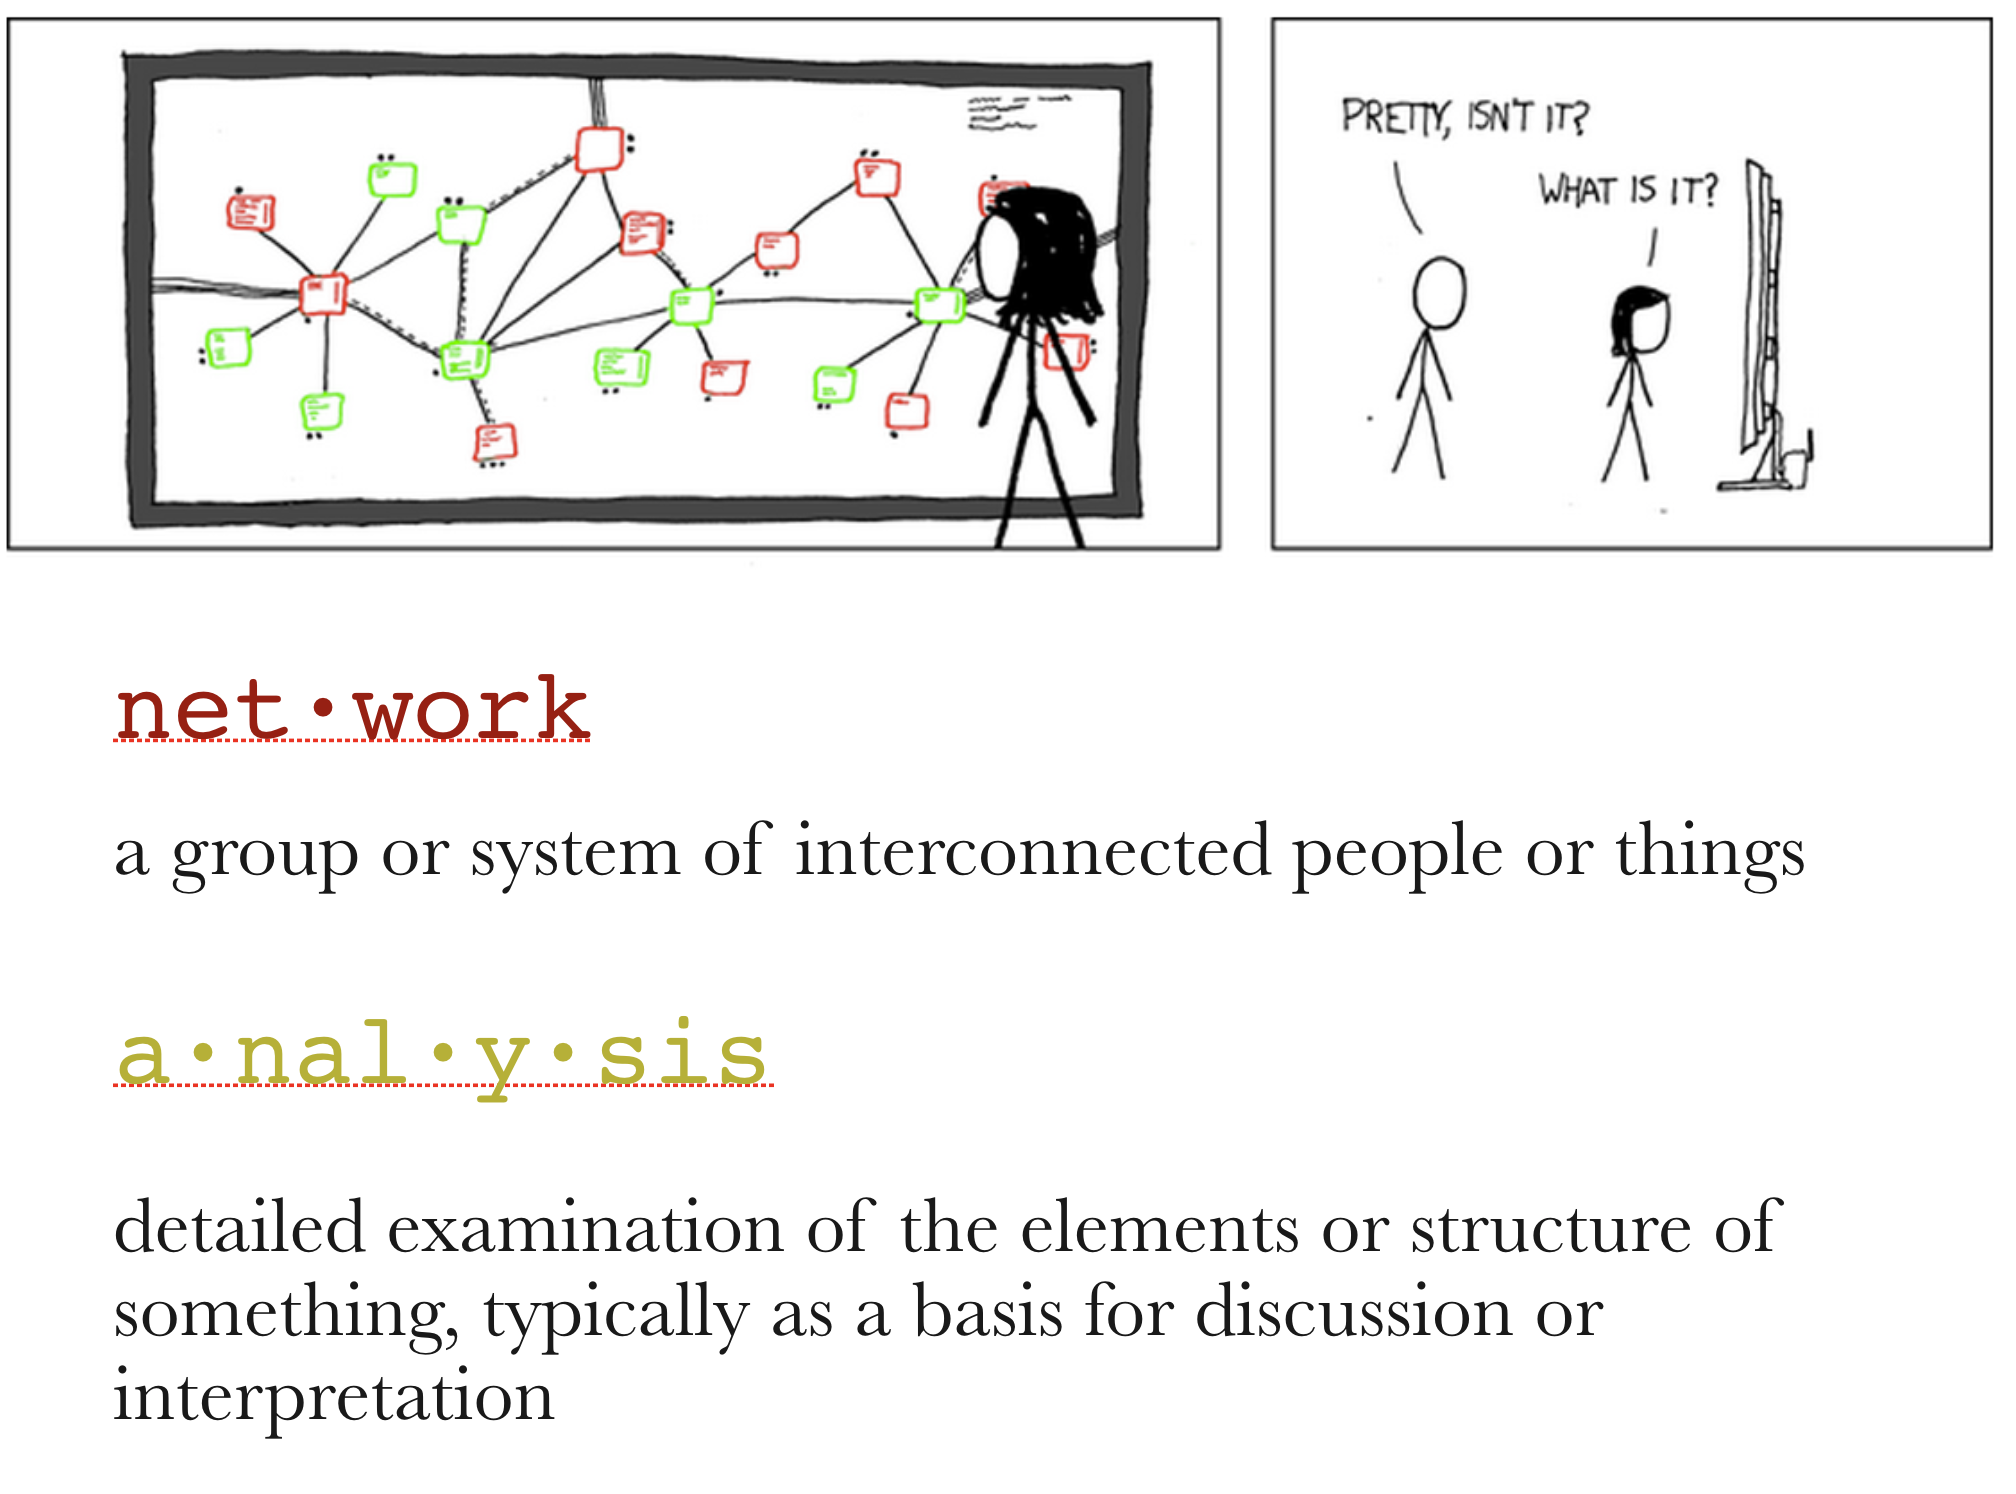 PRETTY, ISN'T IT?
WHAT IS IT?
net•work
a group or system of interconnected people or things
a•nal•y•sis
detailed examination of the elements or structure of
something, typically as a basis for discussion or
interpretation